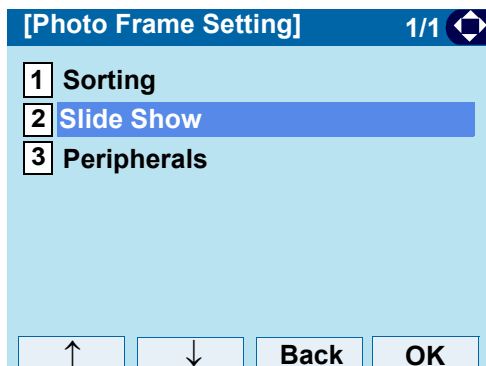 [Photo Frame Setting] 1/1
1 Sorting
2 Slide Show
3 Peripherals
↑ ↓ Back OK